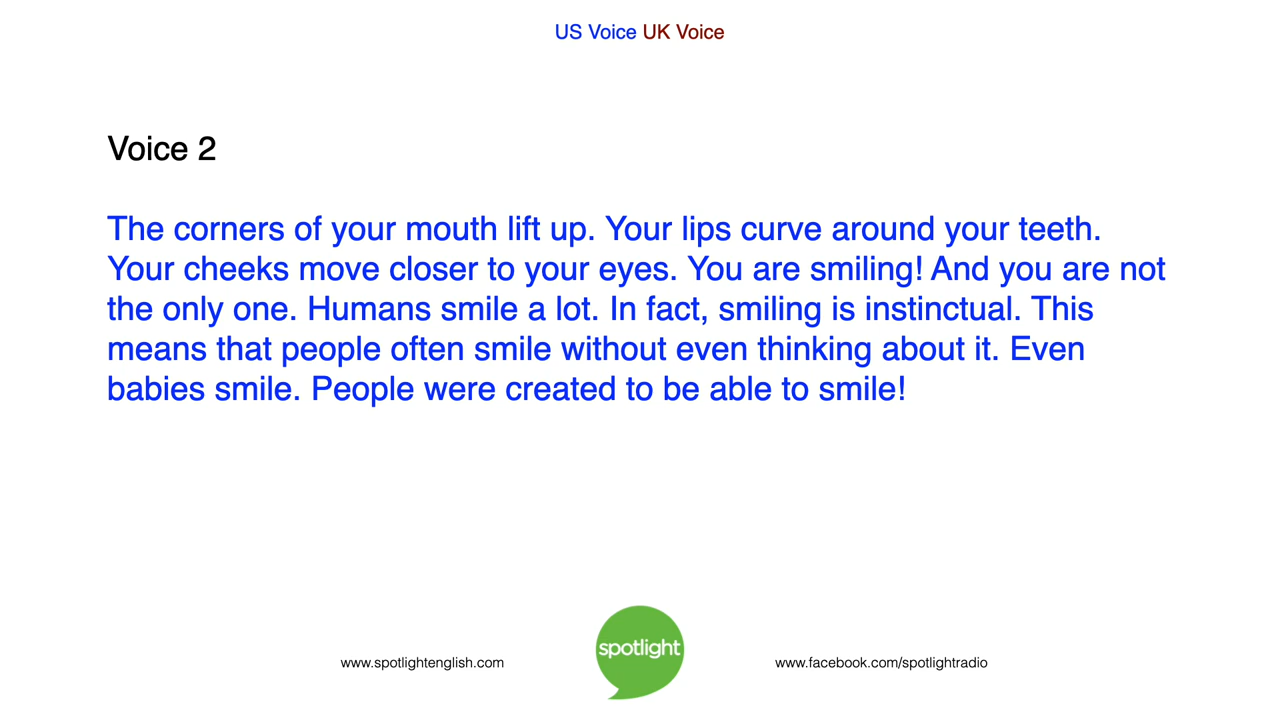 US Voice UK Voice
Voice 2
The corners of your mouth lift up. Your lips curve around your teeth.
Your cheeks move closer to your eyes. You are smiling! And you are not
the only one. Humans smile a lot. In fact, smiling is instinctual. This
means that people often smile without even thinking about it. Even
babies smile. People were created to be able to smile!
www.spotlightenglish.com
spotlight
www.facebook.com/spotlightradio